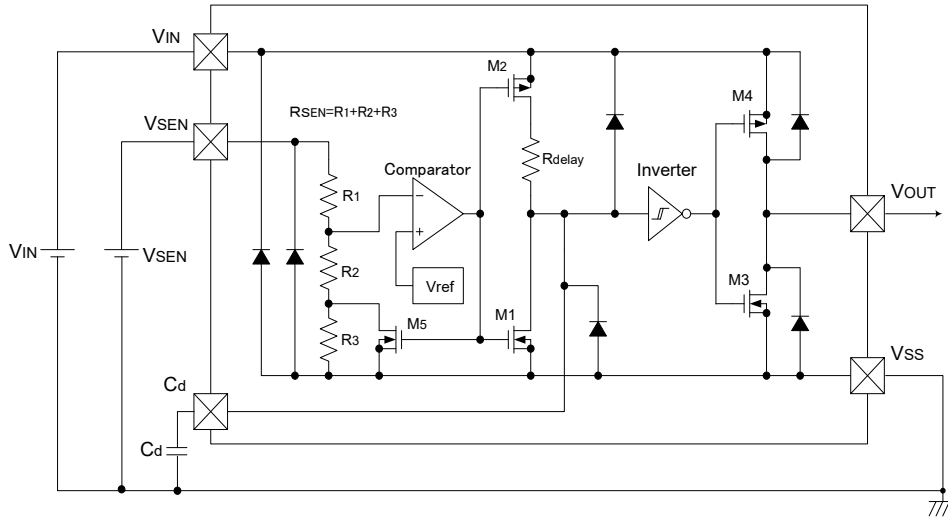 VIN
M2
M4
RSEN=R1+R2+R3
VSEN
Comparator
Rdelay
Inverter
R1
−
+
VOUT
VIN
VSEN
R2
Vref
M3
R3
M5
M1
VSS
Cd
Cd